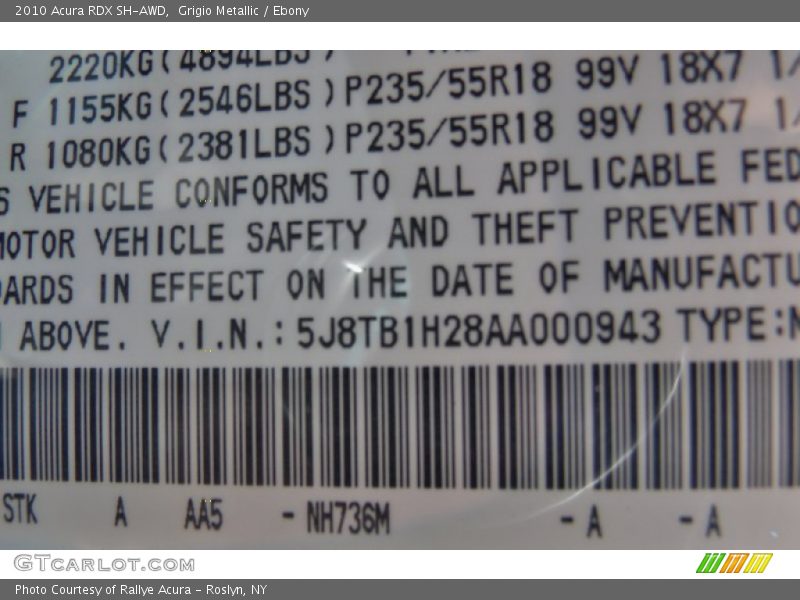 2010 Acura RDX SH-AWD,  Grigio Metallic / Ebony
2220KG(4894LBS)
F 1155KG(2546LBS)P235/55R18 99V 18X7 1/
R 1080KG(2381LBS)P235/55R18 99V 18X7 1/
S VEHICLE CONFORMS TO ALL APPLICABLE FED
MOTOR VEHICLE SAFETY AND THEFT PREVENTIO
DARDS IN EFFECT ON THE DATE OF MANUFACTU
ABOVE. V.I.N.:5J8TB1H28AA000943 TYPE:M
STK A AA5 -NH736M -A -A
GTCARLOT.COM
Photo Courtesy of Rallye Acura - Roslyn, NY